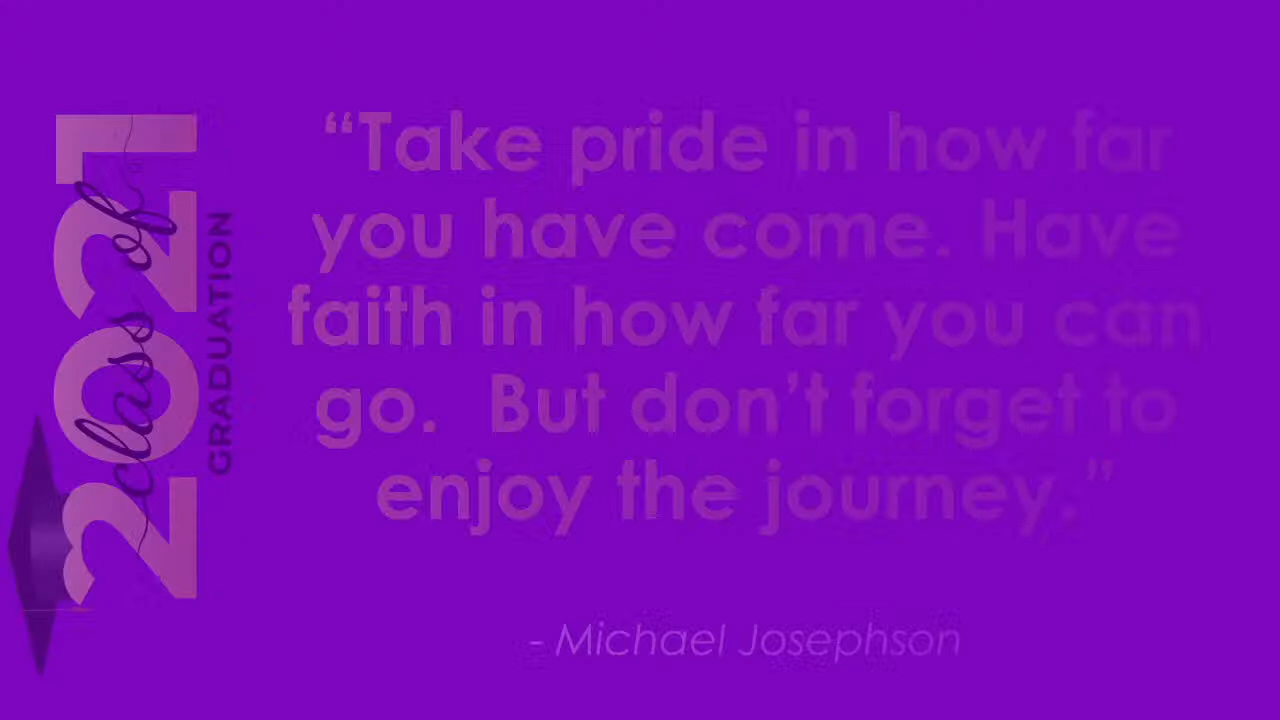 2021
class of
GRADUATION
“Take pride in how far
you have come. Have
faith in how far you can
go.  But don’t forget to
enjoy the journey.”
- Michael Josephson